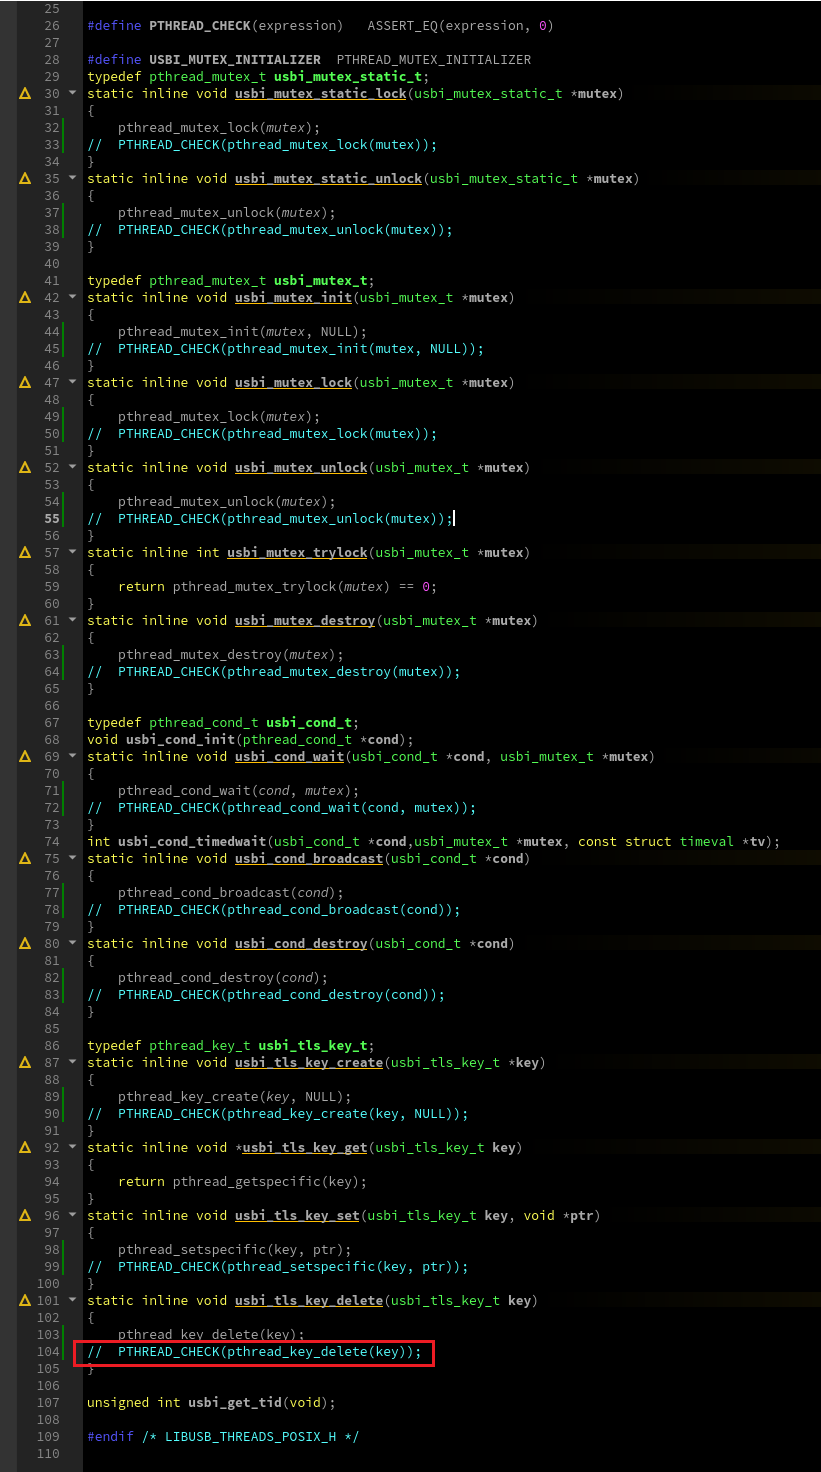 25
26 #define PTHREAD_CHECK(expression)   ASSERT_EQ(expression, 0)
27
28 #define USBI_MUTEX_INITIALIZER  PTHREAD_MUTEX_INITIALIZER
29 typedef pthread_mutex_t usbi_mutex_static_t;
30 static inline void usbi_mutex_static_lock(usbi_mutex_static_t *mutex)
31 {
32     pthread_mutex_lock(mutex);
33 //  PTHREAD_CHECK(pthread_mutex_lock(mutex));
34 }
35 static inline void usbi_mutex_static_unlock(usbi_mutex_static_t *mutex)
36 {
37     pthread_mutex_unlock(mutex);
38 //  PTHREAD_CHECK(pthread_mutex_unlock(mutex));
39 }
40
41 typedef pthread_mutex_t usbi_mutex_t;
42 static inline void usbi_mutex_init(usbi_mutex_t *mutex)
43 {
44     pthread_mutex_init(mutex, NULL);
45 //  PTHREAD_CHECK(pthread_mutex_init(mutex, NULL));
46 }
47 static inline void usbi_mutex_lock(usbi_mutex_t *mutex)
48 {
49     pthread_mutex_lock(mutex);
50 //  PTHREAD_CHECK(pthread_mutex_lock(mutex));
51 }
52 static inline void usbi_mutex_unlock(usbi_mutex_t *mutex)
53 {
54     pthread_mutex_unlock(mutex);
55 //  PTHREAD_CHECK(pthread_mutex_unlock(mutex));
56 }
57 static inline int usbi_mutex_trylock(usbi_mutex_t *mutex)
58 {
59     return pthread_mutex_trylock(mutex) == 0;
60 }
61 static inline void usbi_mutex_destroy(usbi_mutex_t *mutex)
62 {
63     pthread_mutex_destroy(mutex);
64 //  PTHREAD_CHECK(pthread_mutex_destroy(mutex));
65 }
66
67 typedef pthread_cond_t usbi_cond_t;
68 void usbi_cond_init(pthread_cond_t *cond);
69 static inline void usbi_cond_wait(usbi_cond_t *cond, usbi_mutex_t *mutex)
70 {
71     pthread_cond_wait(cond, mutex);
72 //  PTHREAD_CHECK(pthread_cond_wait(cond, mutex));
73 }
74 int usbi_cond_timedwait(usbi_cond_t *cond,usbi_mutex_t *mutex, const struct timeval *tv);
75 static inline void usbi_cond_broadcast(usbi_cond_t *cond)
76 {
77     pthread_cond_broadcast(cond);
78 //  PTHREAD_CHECK(pthread_cond_broadcast(cond));
79 }
80 static inline void usbi_cond_destroy(usbi_cond_t *cond)
81 {
82     pthread_cond_destroy(cond);
83 //  PTHREAD_CHECK(pthread_cond_destroy(cond));
84 }
85
86 typedef pthread_key_t usbi_tls_key_t;
87 static inline void usbi_tls_key_create(usbi_tls_key_t *key)
88 {
89     pthread_key_create(key, NULL);
90 //  PTHREAD_CHECK(pthread_key_create(key, NULL));
91 }
92 static inline void *usbi_tls_key_get(usbi_tls_key_t key)
93 {
94     return pthread_getspecific(key);
95 }
96 static inline void usbi_tls_key_set(usbi_tls_key_t key, void *ptr)
97 {
98     pthread_setspecific(key, ptr);
99 //  PTHREAD_CHECK(pthread_setspecific(key, ptr));
100 }
101 static inline void usbi_tls_key_delete(usbi_tls_key_t key)
102 {
103     pthread_key_delete(key);
104 //  PTHREAD_CHECK(pthread_key_delete(key));
105 }
106
107 unsigned int usbi_get_tid(void);
108
109 #endif /* LIBUSB_THREADS_POSIX_H */
110